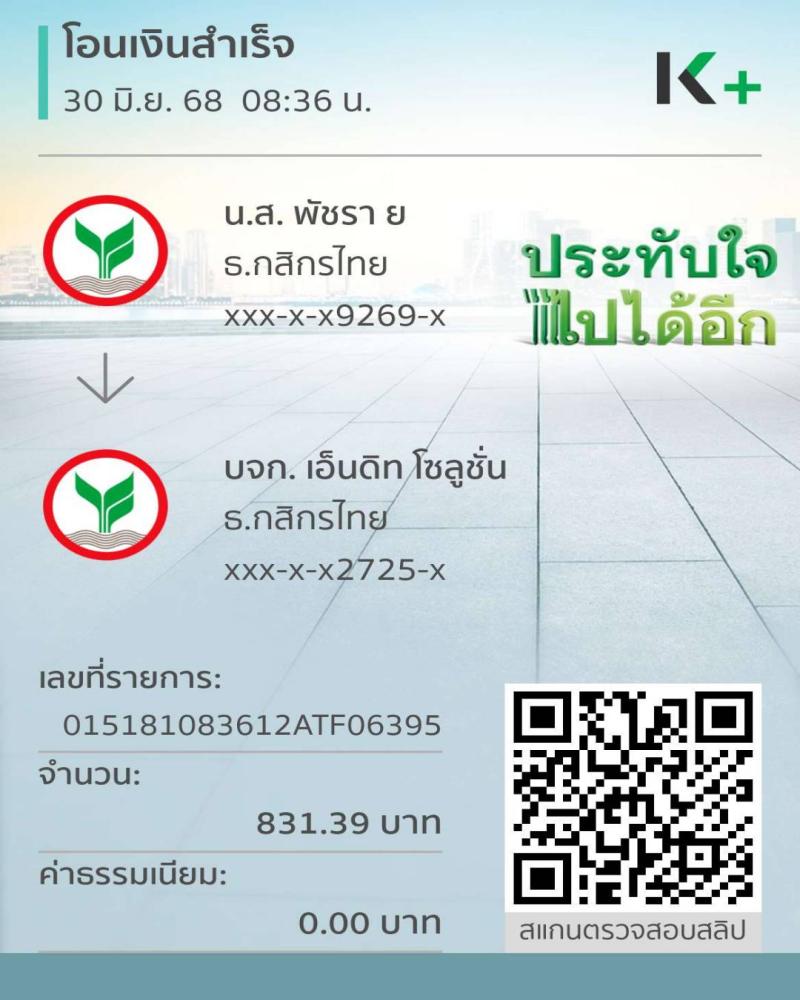 โอนเงินสำเร็จ
30 มิ.ย. 68  08:36 น.
K+
น.ส. พัชรา ย
ธ.กสิกรไทย
xxx-x-x9269-x
ประทับใจ
ไปได้อีก
บจก. เอ็นดิท โซลูชั่น
ธ.กสิกรไทย
xxx-x-x2725-x
เลขที่รายการ:
015181083612ATF06395
จำนวน:
831.39 บาท
ค่าธรรมเนียม:
0.00 บาท
สแกนตรวจสอบสลิป